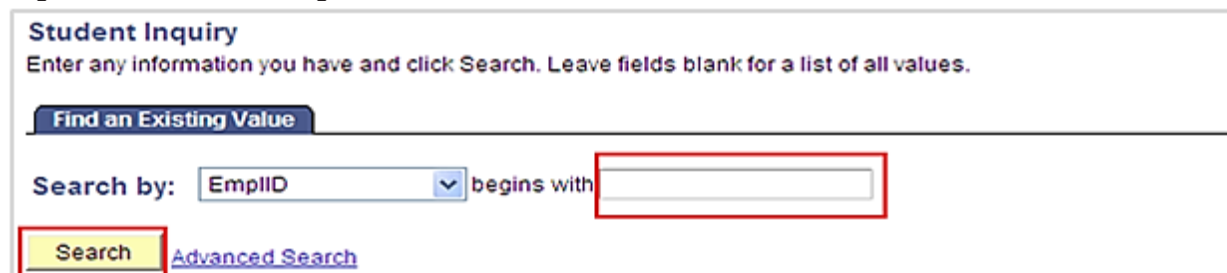 Student Inquiry
Enter any information you have and click Search. Leave fields blank for a list of all values.
Find an Existing Value
Search by: EmplID begins with
Search Advanced Search